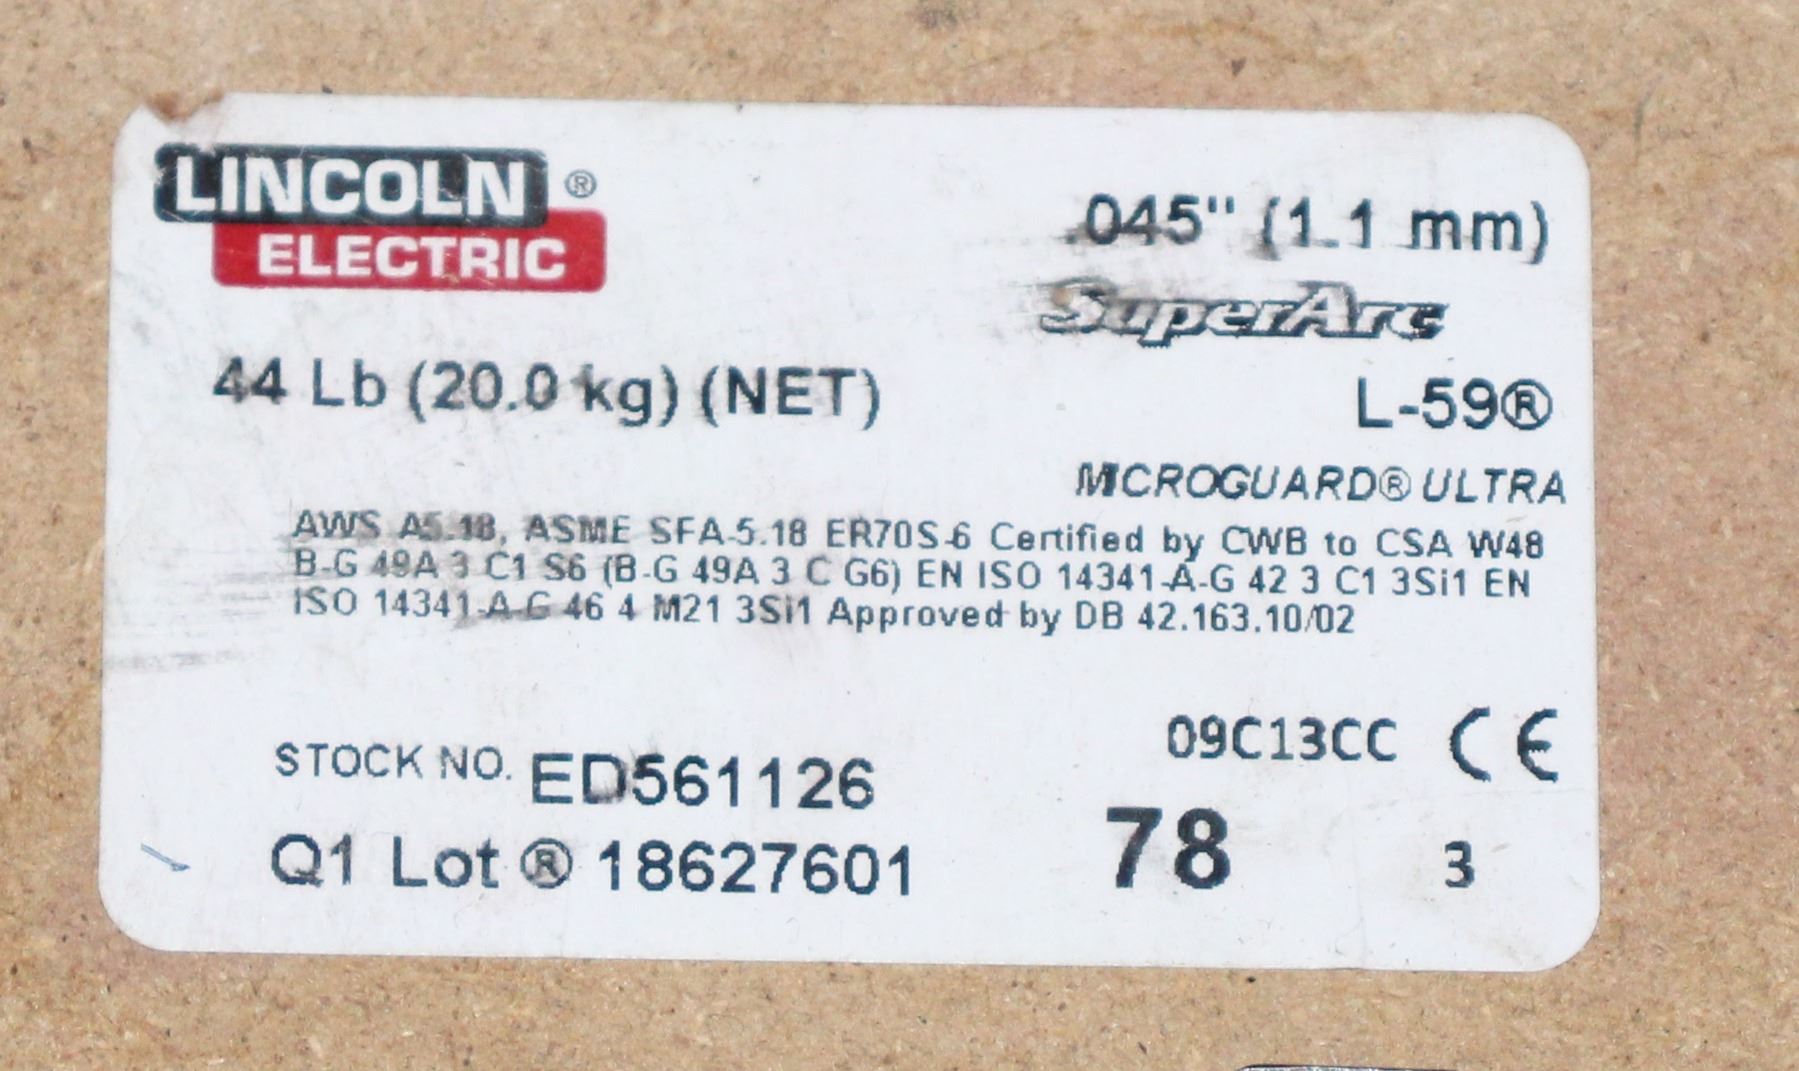 LINCOLN ®
ELECTRIC
.045" (1.1 mm)
SuperArc
44 Lb (20.0 kg) (NET)
L-59®
MICROGUARD® ULTRA
AWS A5.18, ASME SFA-5.18 ER70S-6 Certified by CWB to CSA W48
B-G 49A 3 C1 S6 (B-G 49A 3 C G6) EN ISO 14341-A-G 42 3 C1 3Si1 EN
ISO 14341-A-G 46 4 M21 3Si1 Approved by DB 42.163.10/02
09C13CC CE
STOCK NO. ED561126
78 3
Q1 Lot ® 18627601